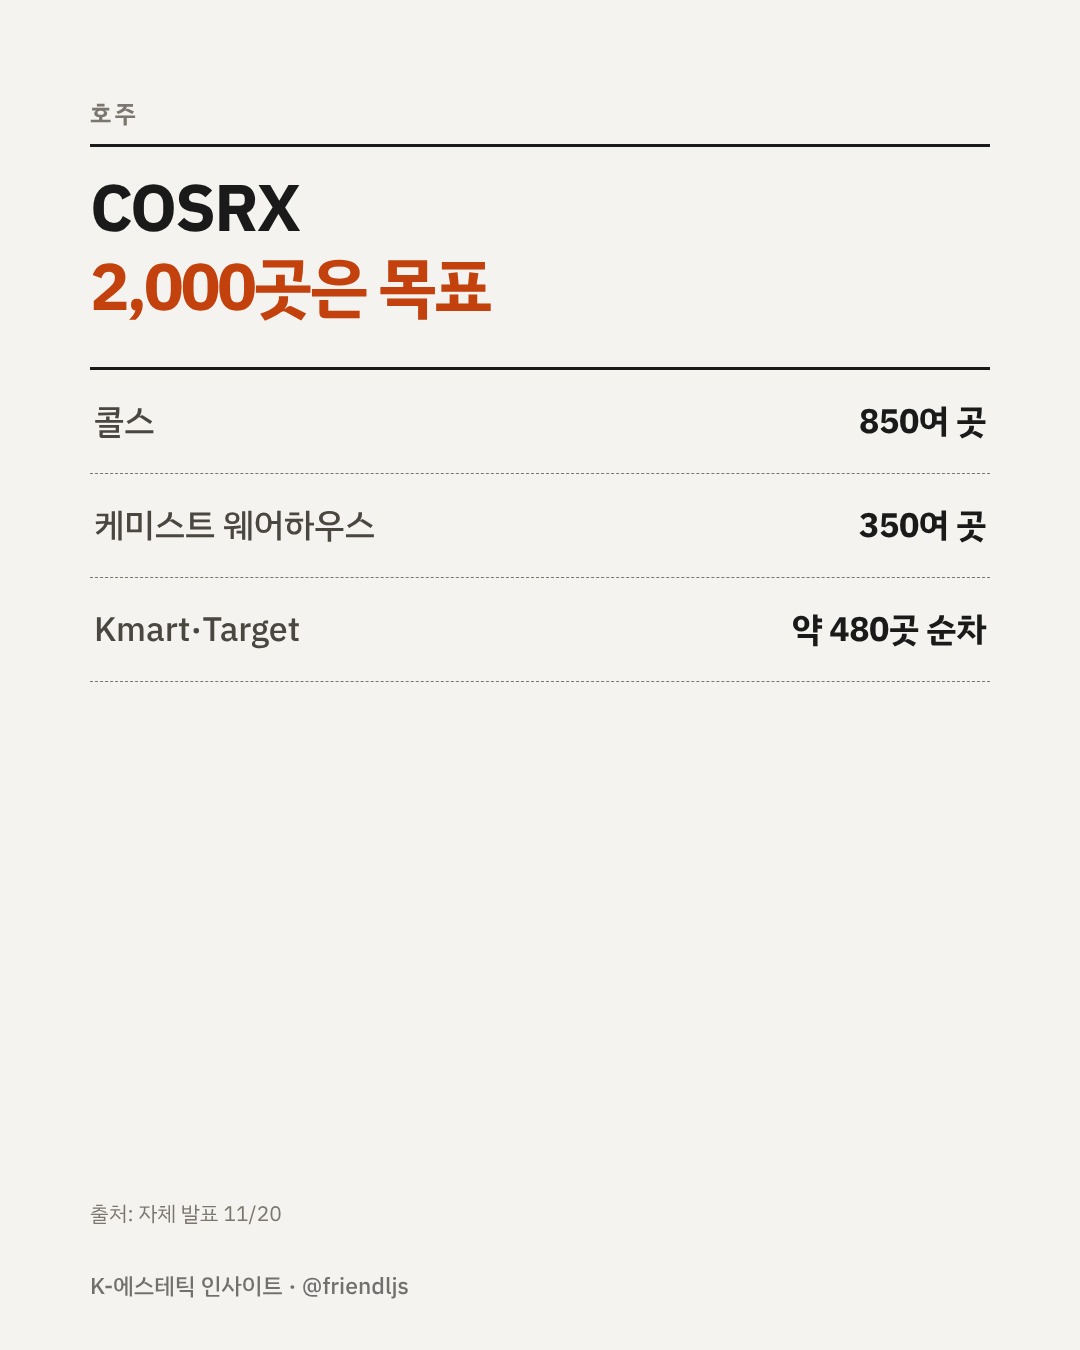 호주
COSRX
2,000곳은 목표
콜스 850여 곳
케미스트 웨어하우스 350여 곳
Kmart·Target 약 480곳 순차
출처: 자체 발표 11/20
K-에스테틱 인사이트 · @friendljs